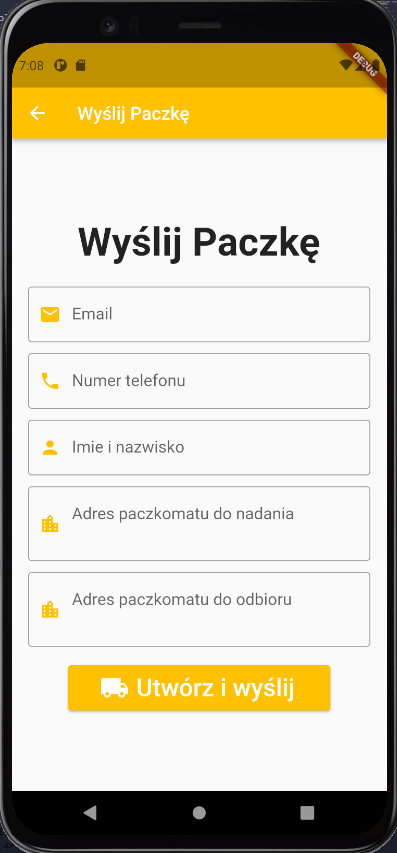 7:08
DEBUG
Wyślij Paczkę
Wyślij Paczkę
Email
Numer telefonu
Imie i nazwisko
Adres paczkomatu do nadania
Adres paczkomatu do odbioru
Utwórz i wyślij